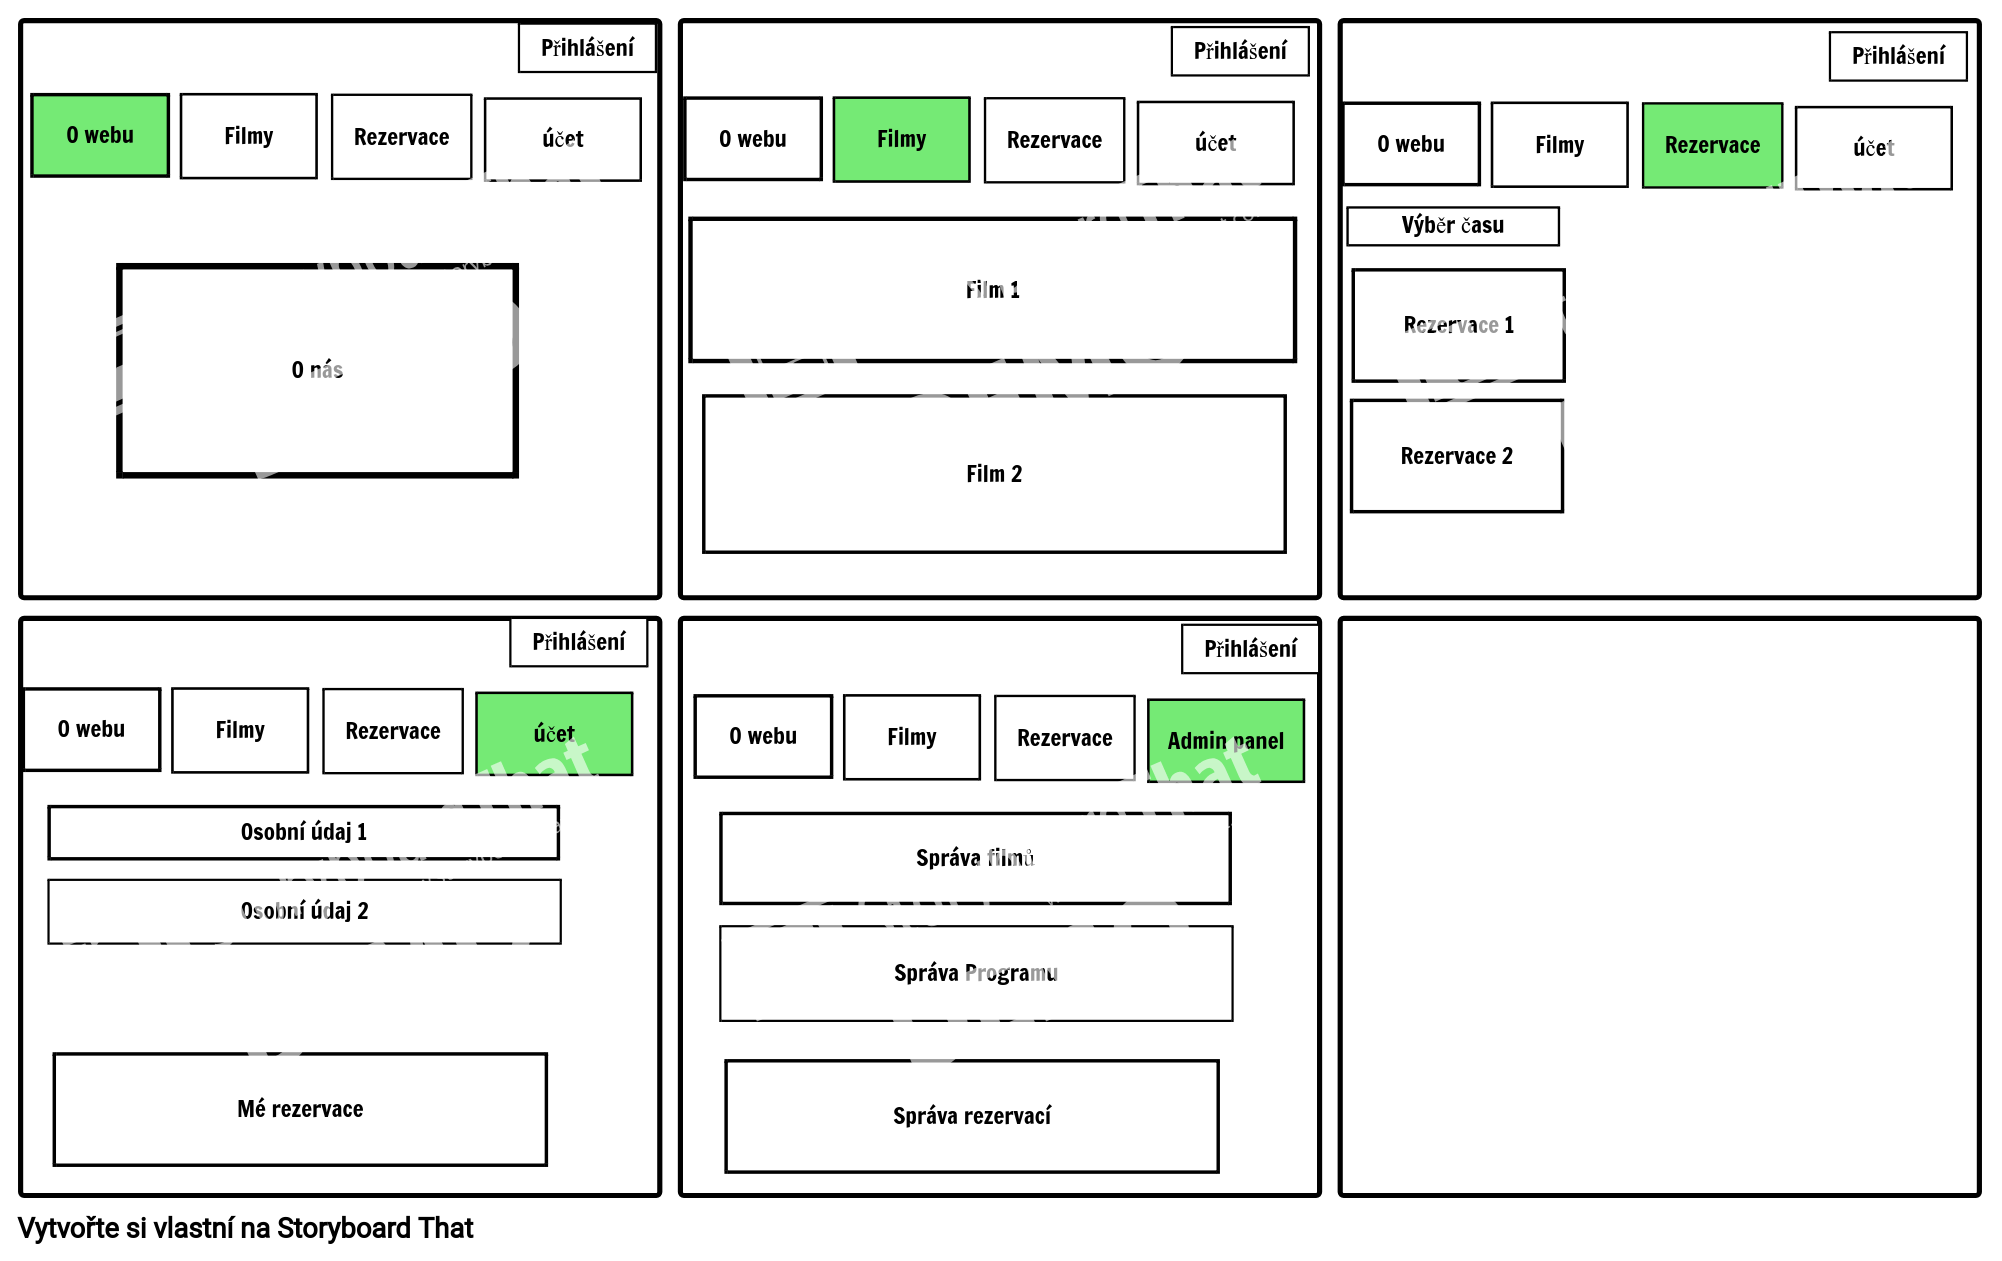 Přihlášení
O webu
Filmy
Rezervace
účet
O nás
Přihlášení
O webu
Filmy
Rezervace
účet
Film 1
Film 2
Přihlášení
O webu
Filmy
Rezervace
účet
Výběr času
Rezervace 1
Rezervace 2
Přihlášení
O webu
Filmy
Rezervace
účet
Osobní údaj 1
Osobní údaj 2
Mé rezervace
Přihlášení
O webu
Filmy
Rezervace
Admin panel
Správa filmů
Správa Programu
Správa rezervací
Vytvořte si vlastní na Storyboard That